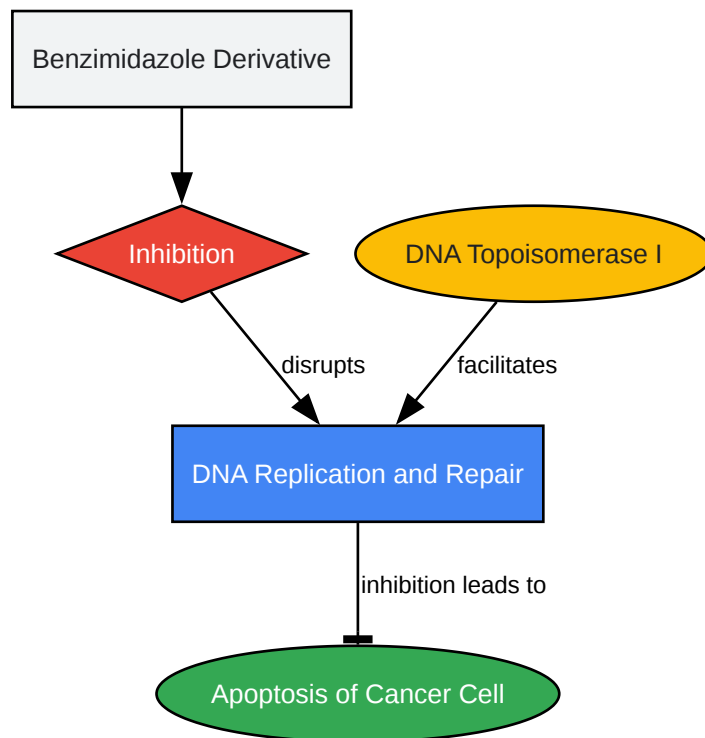 Benzimidazole Derivative
Inhibition
DNA Topoisomerase I
disrupts
facilitates
DNA Replication and Repair
inhibition leads to
Apoptosis of Cancer Cell